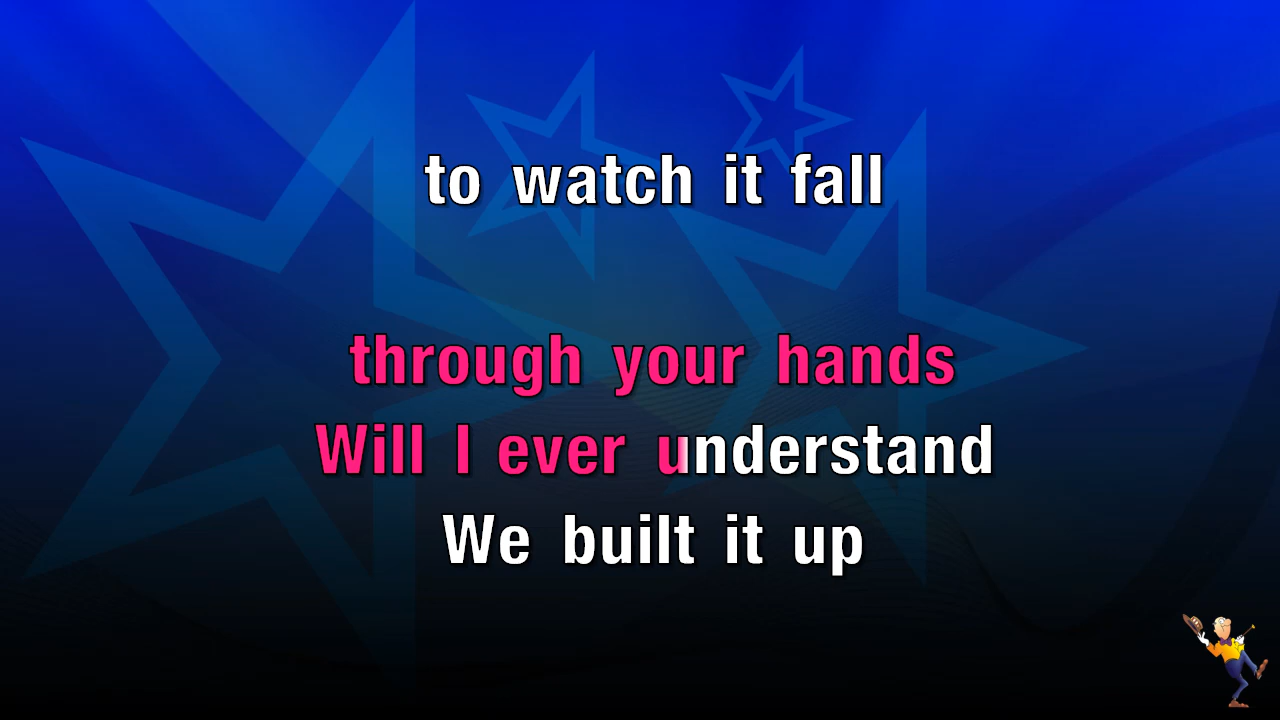 to watch it fall
through your hands
Will I ever understand
We built it up